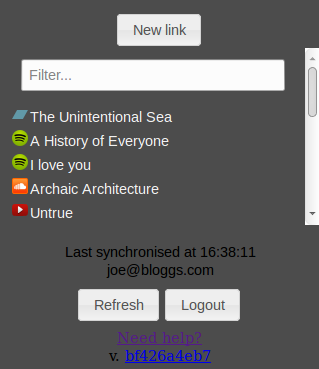 New link
Filter...
The Unintentional Sea
A History of Everyone
I love you
Archaic Architecture
Untrue
Last synchronised at 16:38:11
joe@bloggs.com
Refresh Logout
Need help?
v. bf426a4eb7